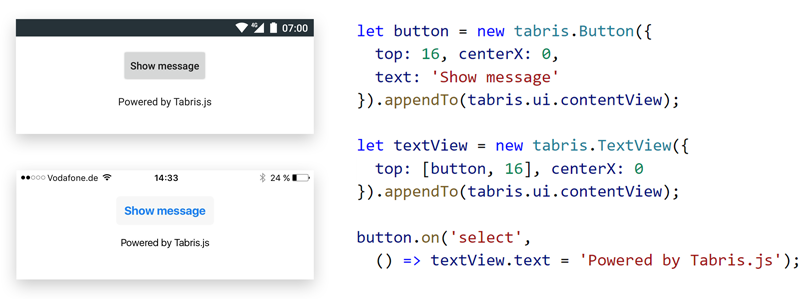 4G 07:00
Show message
Powered by Tabris.js
Vodafone.de 14:33 24 %
Show message
Powered by Tabris.js
let button = new tabris.Button({
  top: 16, centerX: 0,
  text: 'Show message'
}).appendTo(tabris.ui.contentView);

let textView = new tabris.TextView({
  top: [button, 16], centerX: 0
}).appendTo(tabris.ui.contentView);

button.on('select',
  () => textView.text = 'Powered by Tabris.js');